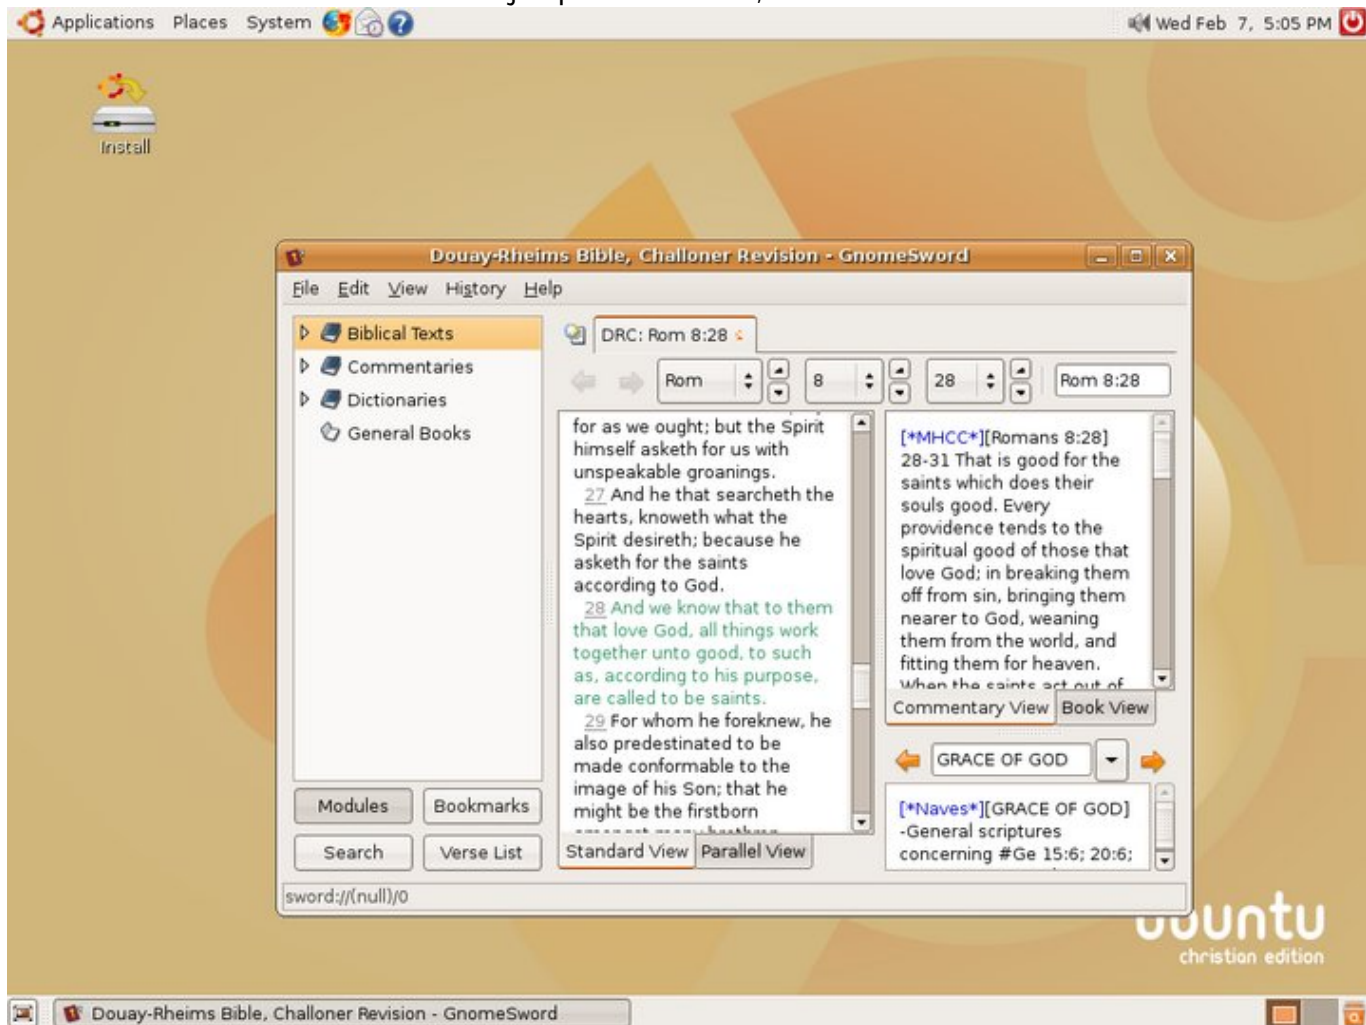 Applications Places System
Wed Feb 7, 5:05 PM
Install
Douay-Rheims Bible, Challoner Revision - GnomeSword
File Edit View History Help
Biblical Texts
Commentaries
Dictionaries
General Books
Modules Bookmarks
Search Verse List
DRC: Rom 8:28
Rom 8 28 Rom 8:28
for as we ought; but the Spirit
himself asketh for us with
unspeakable groanings.
27 And he that searcheth the
hearts, knoweth what the
Spirit desireth; because he
asketh for the saints
according to God.
28 And we know that to them
that love God, all things work
together unto good, to such
as, according to his purpose,
are called to be saints.
29 For whom he foreknew, he
also predestinated to be
made conformable to the
image of his Son; that he
might be the firstborn
Standard View Parallel View
[*MHCC*][Romans 8:28]
28-31 That is good for the
saints which does their
souls good. Every
providence tends to the
spiritual good of those that
love God; in breaking them
off from sin, bringing them
nearer to God, weaning
them from the world, and
fitting them for heaven.
When the saints act out of
Commentary View Book View
GRACE OF GOD
[*Naves*][GRACE OF GOD]
-General scriptures
concerning #Ge 15:6; 20:6;
sword://(null)/0
ubuntu
christian edition
Douay-Rheims Bible, Challoner Revision - GnomeSword